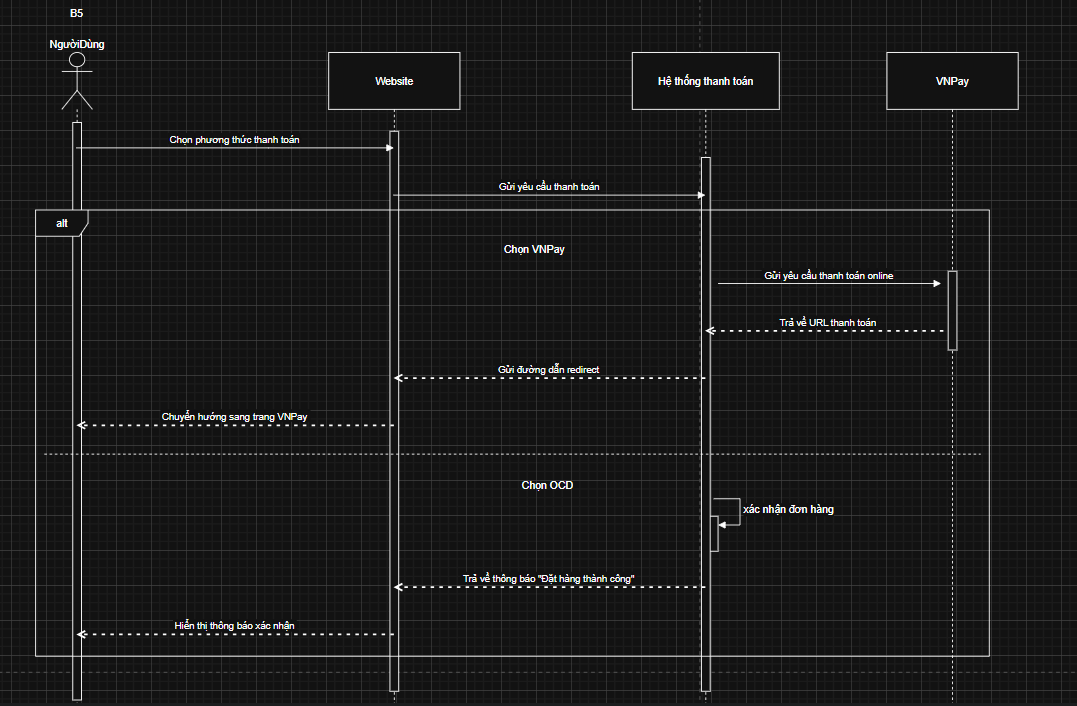 B5
NgườiDùng
Website
Hệ thống thanh toán
VNPay
Chọn phương thức thanh toán
Gửi yêu cầu thanh toán
alt
Chọn VNPay
Gửi yêu cầu thanh toán online
Trả về URL thanh toán
Gửi đường dẫn redirect
Chuyển hướng sang trang VNPay
Chọn OCD
xác nhận đơn hàng
Trả về thông báo "Đặt hàng thành công"
Hiển thị thông báo xác nhận